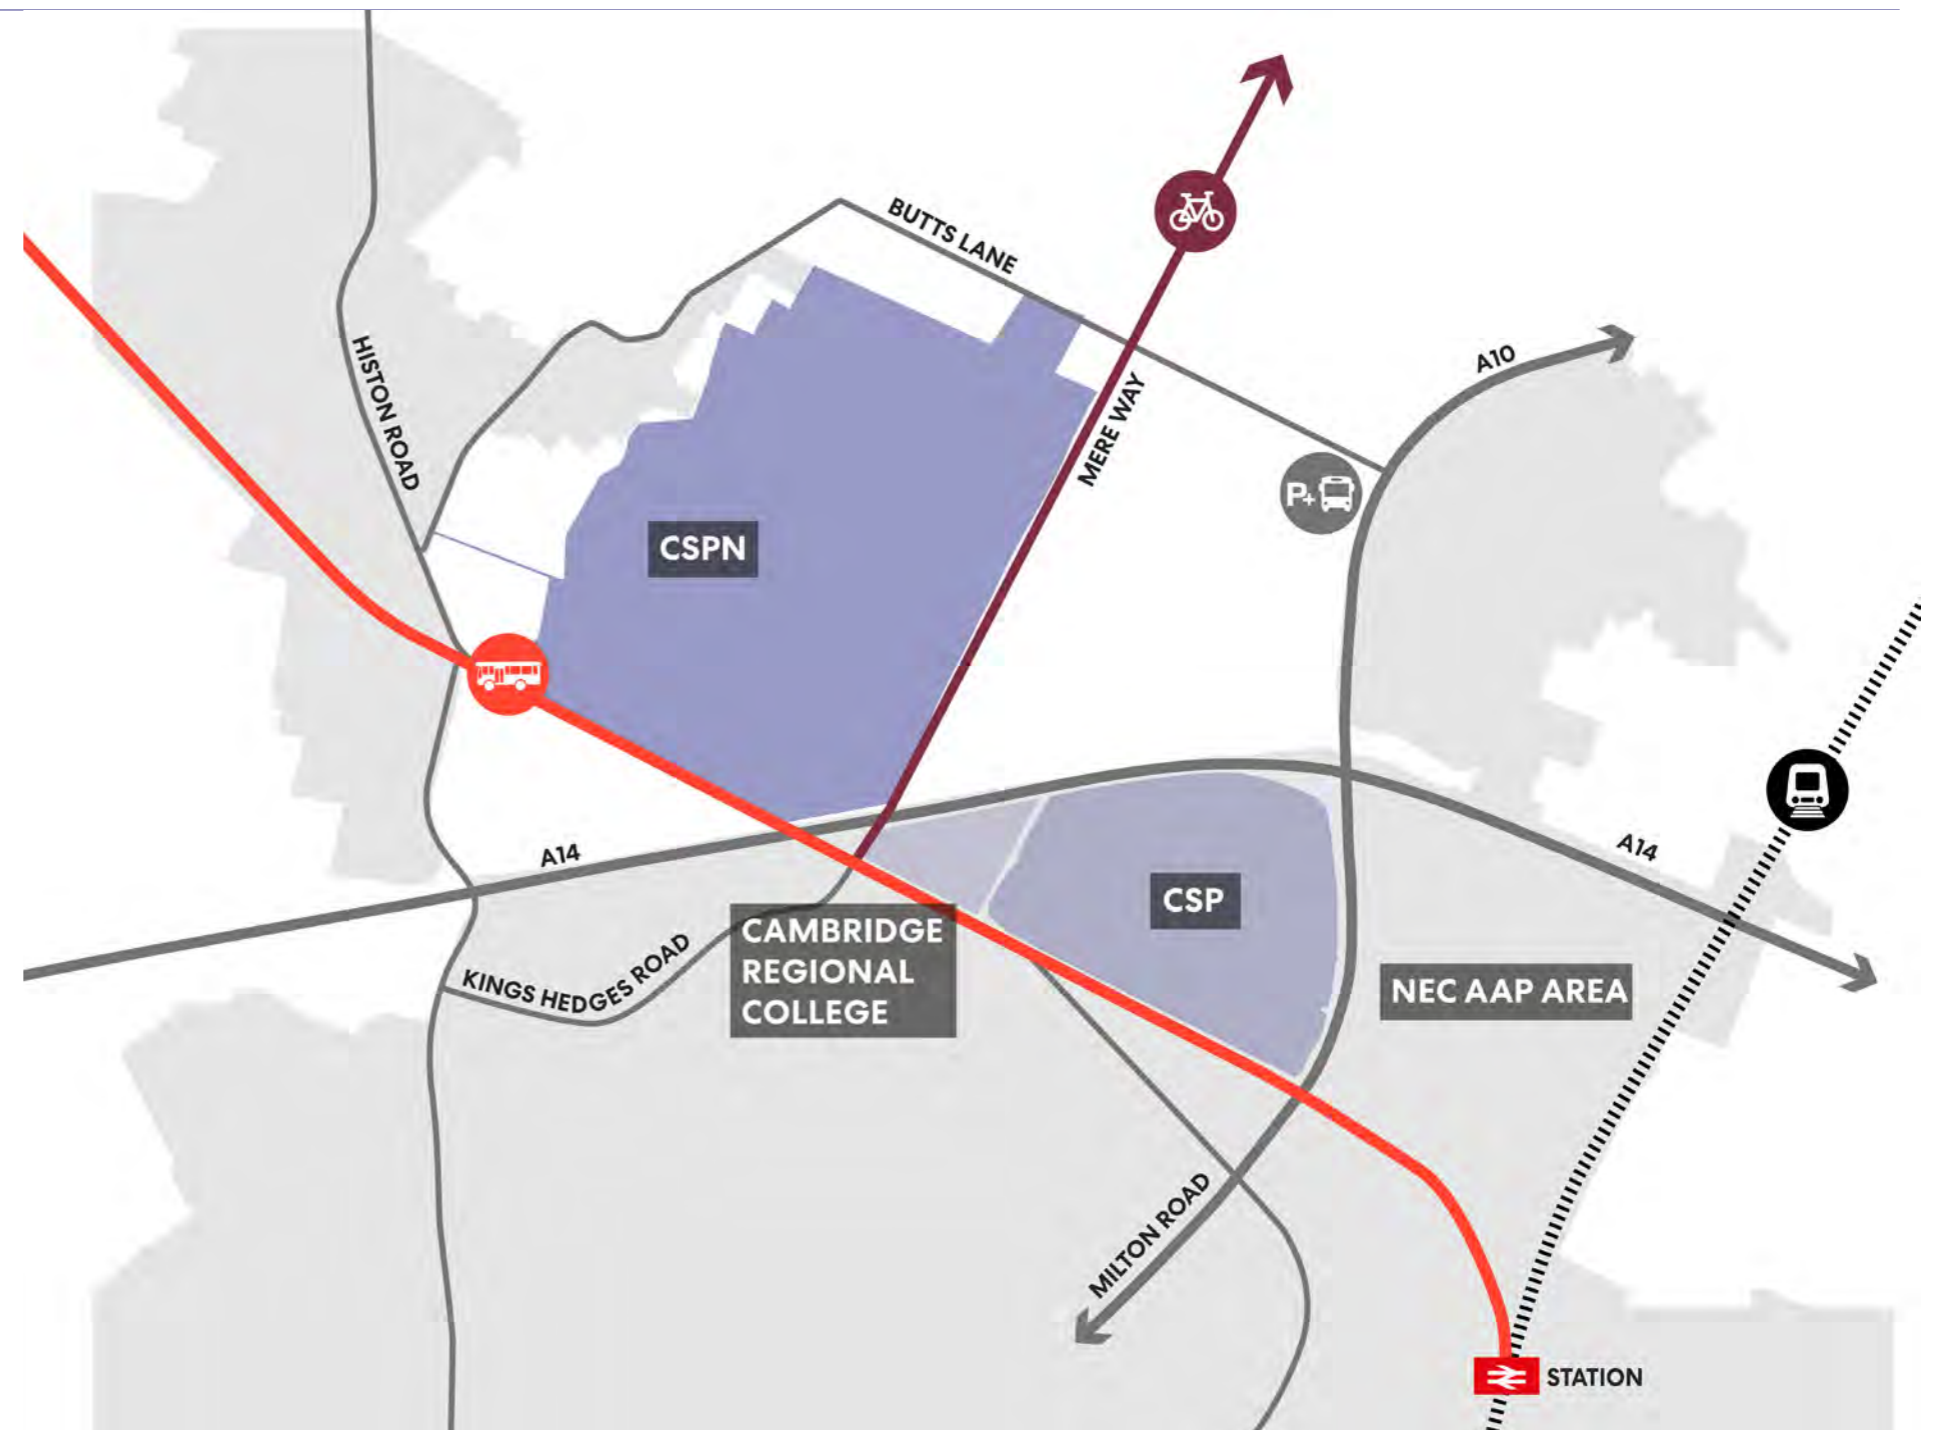 BUTTS LANE
HISTON ROAD
A10
MERE WAY
P+
CSPN
A14
A14
CSP
CAMBRIDGE
REGIONAL
COLLEGE
KINGS HEDGES ROAD
NEC AAP AREA
MILTON ROAD
STATION